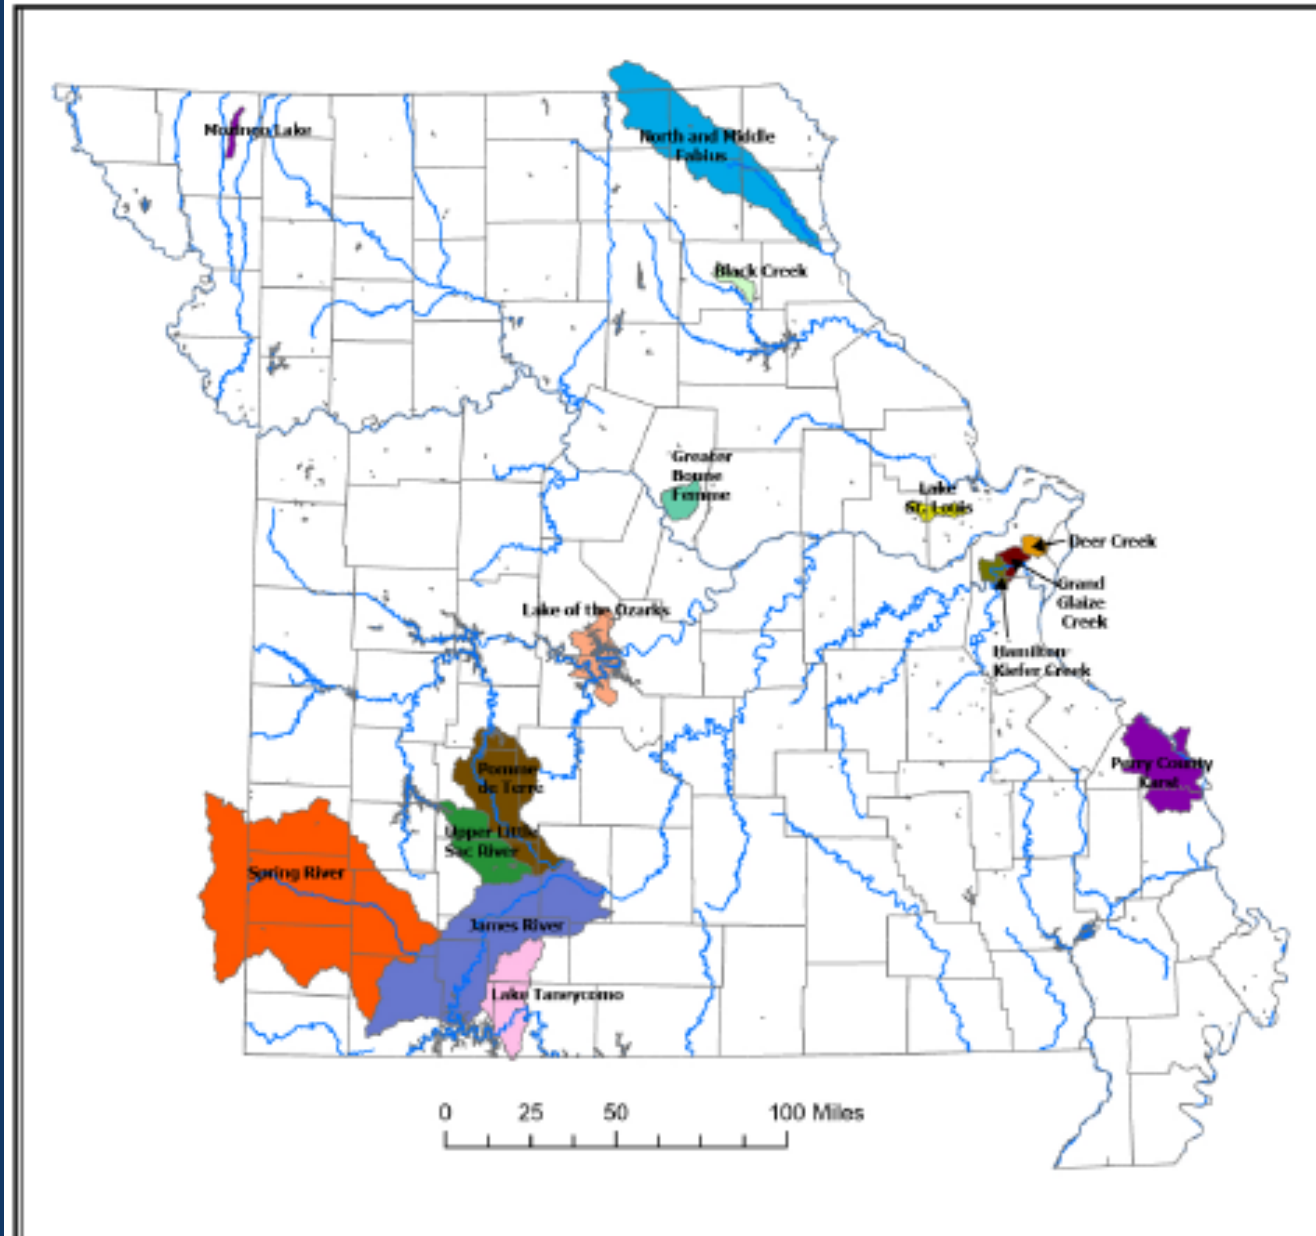 Mozingo Lake
North and Middle
Fabius
Black Creek
Greater
Bonne
Femme
Lake
St. Louis
Deer Creek
Grand
Glaize
Creek
Hamilton-
Kiefer Creek
Lake of the Ozarks
Perry County
Karst
Pomme
de Terre
Upper Little
Sac River
Spring River
James River
Lake Taneycomo
0 25 50 100 Miles